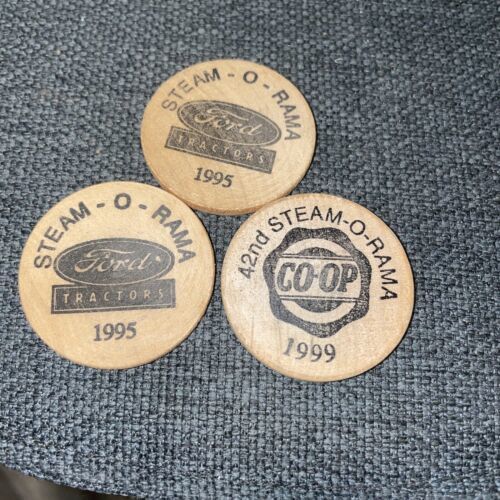 STEAM-O-RAMA
Ford
TRACTORS
1995
STEAM-O-RAMA
Ford
TRACTORS
1995
42nd STEAM-O-RAMA
CO-OP
1999